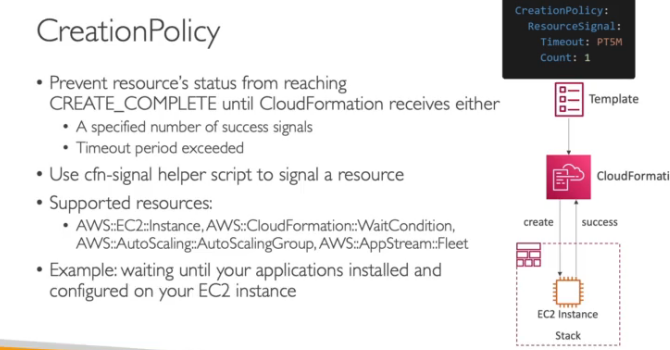 CreationPolicy
• Prevent resource's status from reaching
CREATE_COMPLETE until CloudFormation receives either
• A specified number of success signals
• Timeout period exceeded
• Use cfn-signal helper script to signal a resource
• Supported resources:
• AWS::EC2::Instance, AWS::CloudFormation::WaitCondition,
AWS::AutoScaling::AutoScalingGroup, AWS::AppStream::Fleet
• Example: waiting until your applications installed and
configured on your EC2 instance
CreationPolicy:
ResourceSignal:
Timeout: PT5M
Count: 1
Template
CloudFormati
create
success
EC2 Instance
Stack